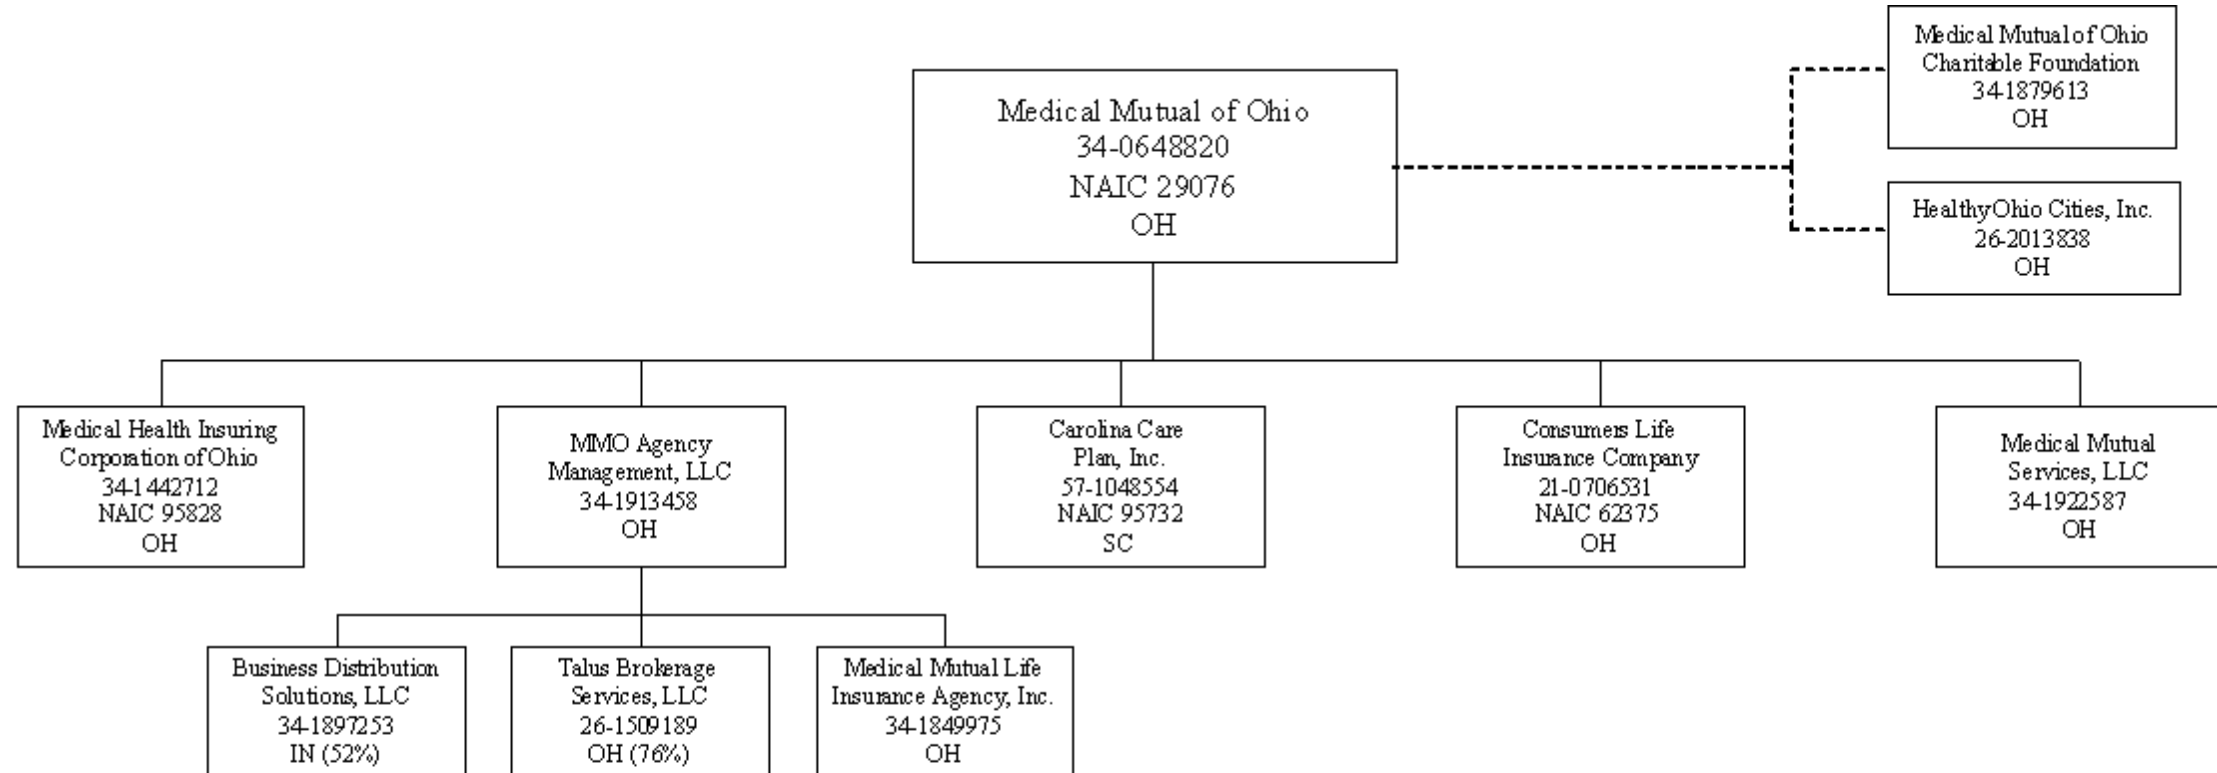 Medical Mutual of Ohio
34-0648820
NAIC 29076
OH
Medical Mutual of Ohio
Charitable Foundation
34-1879613
OH
HealthyOhio Cities, Inc.
26-2013838
OH
Medical Health Insuring
Corporation of Ohio
34-1442712
NAIC 95828
OH
MMO Agency
Management, LLC
34-1913458
OH
Carolina Care
Plan, Inc.
57-1048554
NAIC 95732
SC
Consumers Life
Insurance Company
21-0706531
NAIC 62375
OH
Medical Mutual
Services, LLC
34-1922587
OH
Business Distribution
Solutions, LLC
34-1897253
IN (52%)
Talus Brokerage
Services, LLC
26-1509189
OH (76%)
Medical Mutual Life
Insurance Agency, Inc.
34-1849975
OH